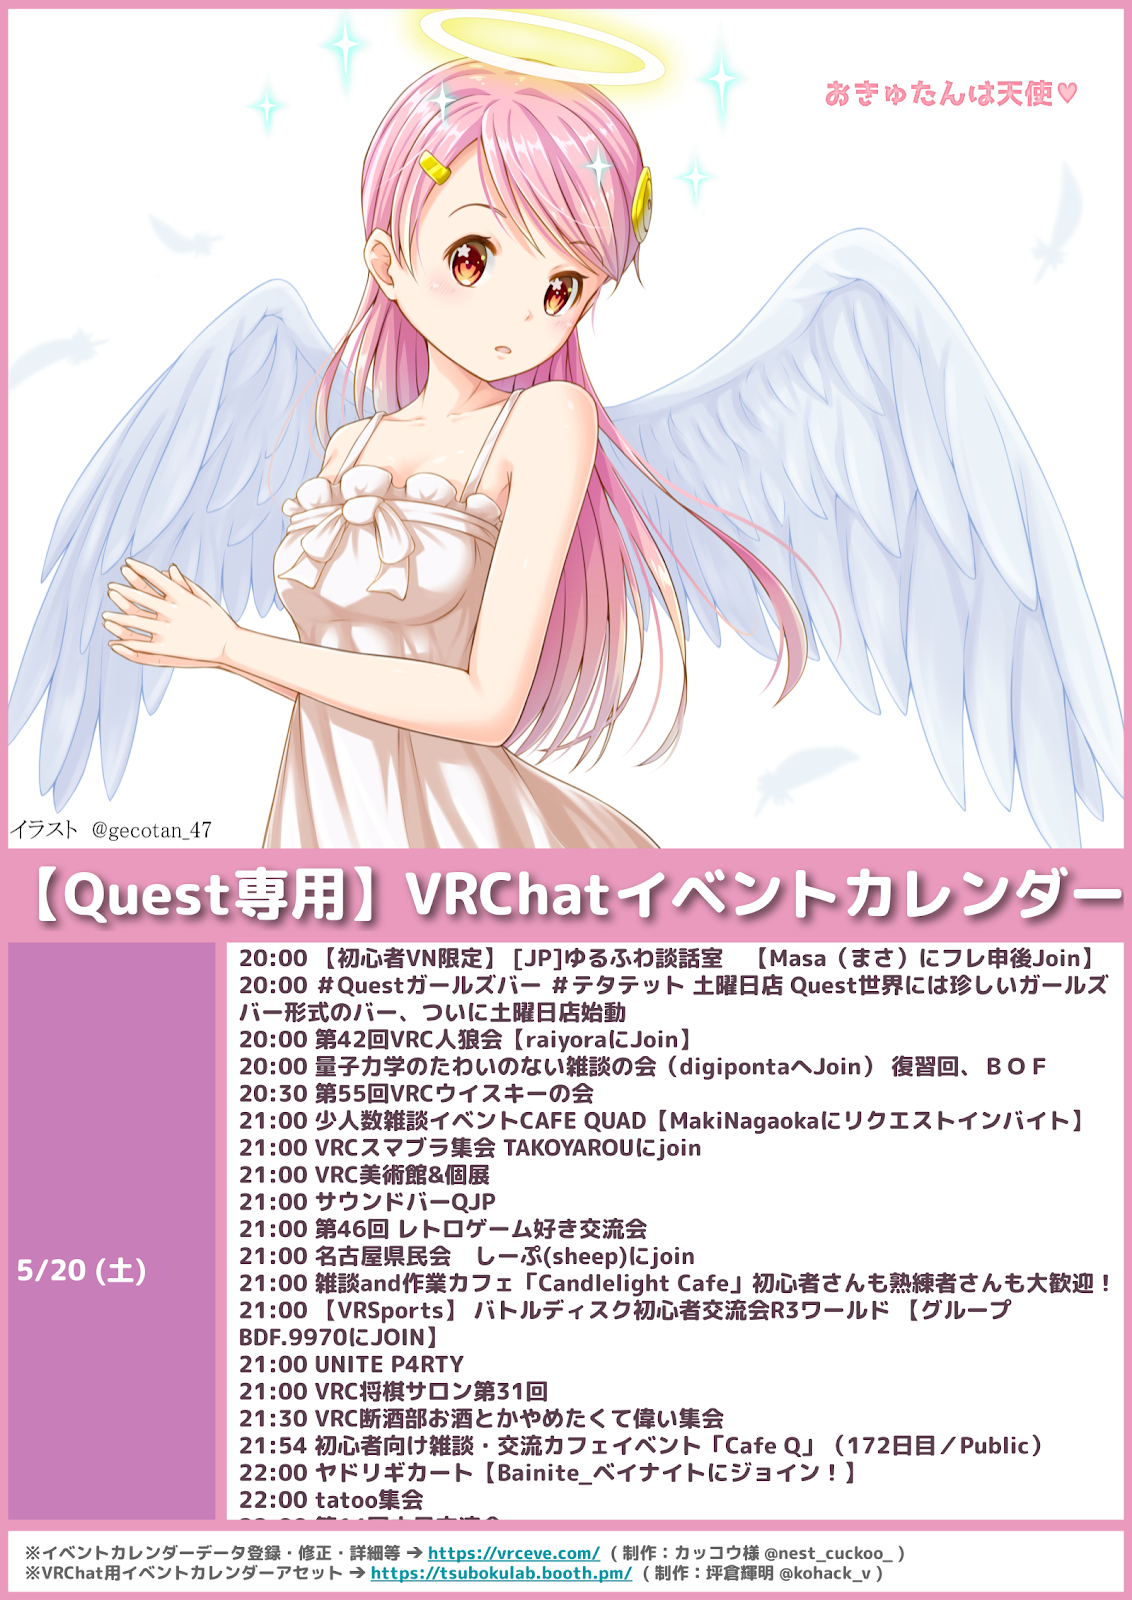 おきゅたんは天使♥
イラスト @gecotan_47
【Quest専用】VRChatイベントカレンダー
5/20 (土)
20:00 【初心者VN限定】 [JP]ゆるふわ談話室 【Masa（まさ）にフレ申後Join】
20:00 ＃Questガールズバー ＃テタテット 土曜日店 Quest世界には珍しいガールズ
バー形式のバー、ついに土曜日店始動
20:00 第42回VRC人狼会【raiyoraにJoin】
20:00 量子力学のたわいのない雑談の会（digipontaへJoin） 復習回、ＢＯＦ
20:30 第55回VRCウイスキーの会
21:00 少人数雑談イベントCAFE QUAD【MakiNagaokaにリクエストインバイト】
21:00 VRCスマブラ集会 TAKOYAROUにjoin
21:00 VRC美術館&個展
21:00 サウンドバーQJP
21:00 第46回 レトロゲーム好き交流会
21:00 名古屋県民会 しーぷ(sheep)にjoin
21:00 雑談and作業カフェ「Candlelight Cafe」初心者さんも熟練者さんも大歓迎！
21:00 【VRSports】 バトルディスク初心者交流会R3ワールド 【グループ
BDF.9970にJOIN】
21:00 UNITE P4RTY
21:00 VRC将棋サロン第31回
21:30 VRC断酒部お酒とかやめたくて偉い集会
21:54 初心者向け雑談・交流カフェイベント「Cafe Q」（172日目／Public）
22:00 ヤドリギカート【Bainite_ベイナイトにジョイン！】
22:00 tatoo集会
※イベントカレンダーデータ登録・修正・詳細等 ➔ https://vrceve.com/ （ 制作：カッコウ様 @nest_cuckoo_ ）
※VRChat用イベントカレンダーアセット ➔ https://tsubokulab.booth.pm/ （ 制作：坪倉輝明 @kohack_v ）